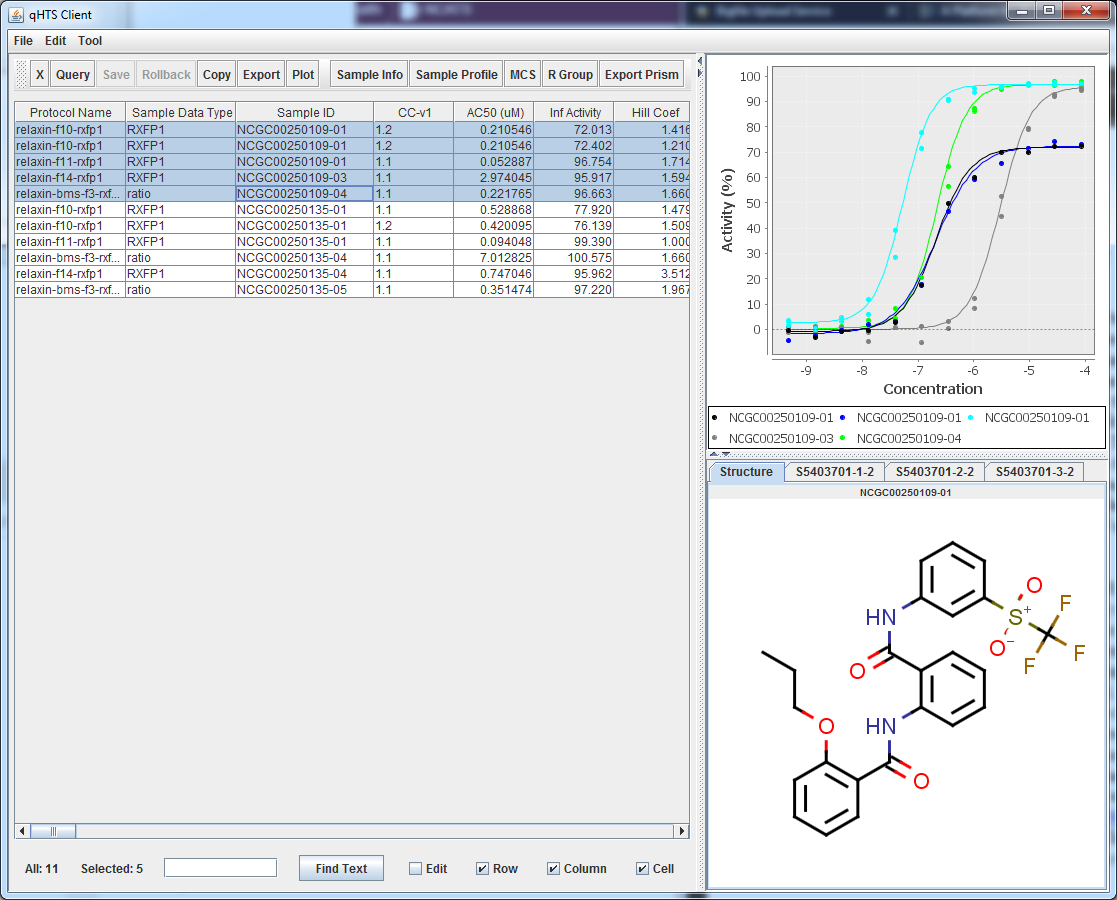 qHTS Client
File Edit Tool
X Query Save Rollback Copy Export Plot Sample Info Sample Profile MCS R Group Export Prism
Protocol Name Sample Data Type Sample ID CC-v1 AC50 (uM) Inf Activity Hill Coef
relaxin-f10-rxfp1 RXFP1 NCGC00250109-01 1.2 0.210546 72.013 1.416
relaxin-f10-rxfp1 RXFP1 NCGC00250109-01 1.2 0.210546 72.402 1.210
relaxin-f11-rxfp1 RXFP1 NCGC00250109-01 1.1 0.052887 96.754 1.714
relaxin-f14-rxfp1 RXFP1 NCGC00250109-03 1.1 2.974045 95.917 1.594
relaxin-bms-f3-rxf... ratio NCGC00250109-04 1.1 0.221765 96.663 1.660
relaxin-f10-rxfp1 RXFP1 NCGC00250135-01 1.1 0.528868 77.920 1.479
relaxin-f10-rxfp1 RXFP1 NCGC00250135-01 1.2 0.420095 76.139 1.509
relaxin-f11-rxfp1 RXFP1 NCGC00250135-01 1.1 0.094048 99.390 1.000
relaxin-bms-f3-rxf... ratio NCGC00250135-04 1.1 7.012825 100.575 1.660
relaxin-f14-rxfp1 RXFP1 NCGC00250135-04 1.1 0.747046 95.962 3.512
relaxin-bms-f3-rxf... ratio NCGC00250135-05 1.1 0.351474 97.220 1.967
All: 11 Selected: 5 Find Text Edit Row Column Cell
Activity (%)
100
90
80
70
60
50
40
30
20
10
0
-9 -8 -7 -6 -5 -4
Concentration
NCGC00250109-01 NCGC00250109-01 NCGC00250109-01
NCGC00250109-03 NCGC00250109-04
Structure S5403701-1-2 S5403701-2-2 S5403701-3-2
NCGC00250109-01
O
F
HN S+
O− F
O F
O HN
O